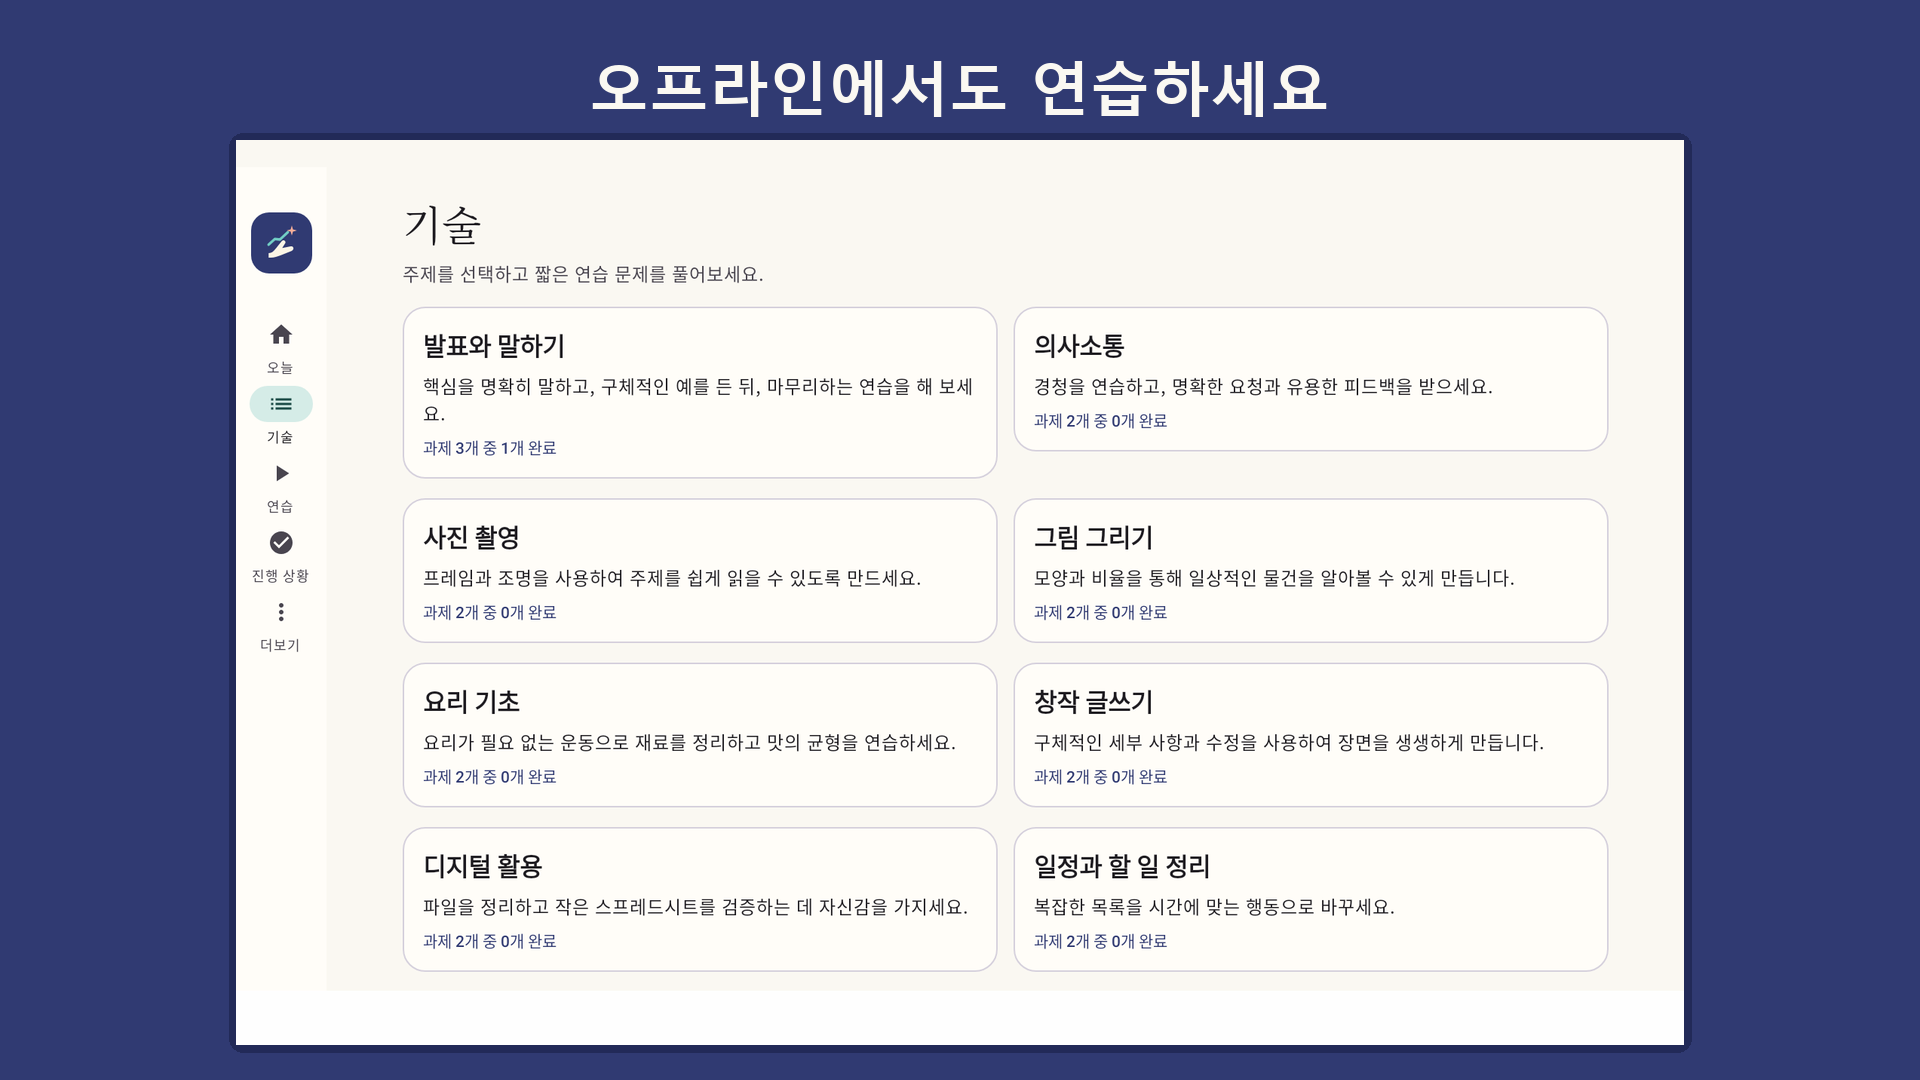 오프라인에서도 연습하세요
오늘
기술
연습
진행 상황
더보기
기술
주제를 선택하고 짧은 연습 문제를 풀어보세요.
발표와 말하기
핵심을 명확히 말하고, 구체적인 예를 든 뒤, 마무리하는 연습을 해 보세
요.
과제 3개 중 1개 완료
의사소통
경청을 연습하고, 명확한 요청과 유용한 피드백을 받으세요.
과제 2개 중 0개 완료
사진 촬영
프레임과 조명을 사용하여 주제를 쉽게 읽을 수 있도록 만드세요.
과제 2개 중 0개 완료
그림 그리기
모양과 비율을 통해 일상적인 물건을 알아볼 수 있게 만듭니다.
과제 2개 중 0개 완료
요리 기초
요리가 필요 없는 운동으로 재료를 정리하고 맛의 균형을 연습하세요.
과제 2개 중 0개 완료
창작 글쓰기
구체적인 세부 사항과 수정을 사용하여 장면을 생생하게 만듭니다.
과제 2개 중 0개 완료
디지털 활용
파일을 정리하고 작은 스프레드시트를 검증하는 데 자신감을 가지세요.
과제 2개 중 0개 완료
일정과 할 일 정리
복잡한 목록을 시간에 맞는 행동으로 바꾸세요.
과제 2개 중 0개 완료